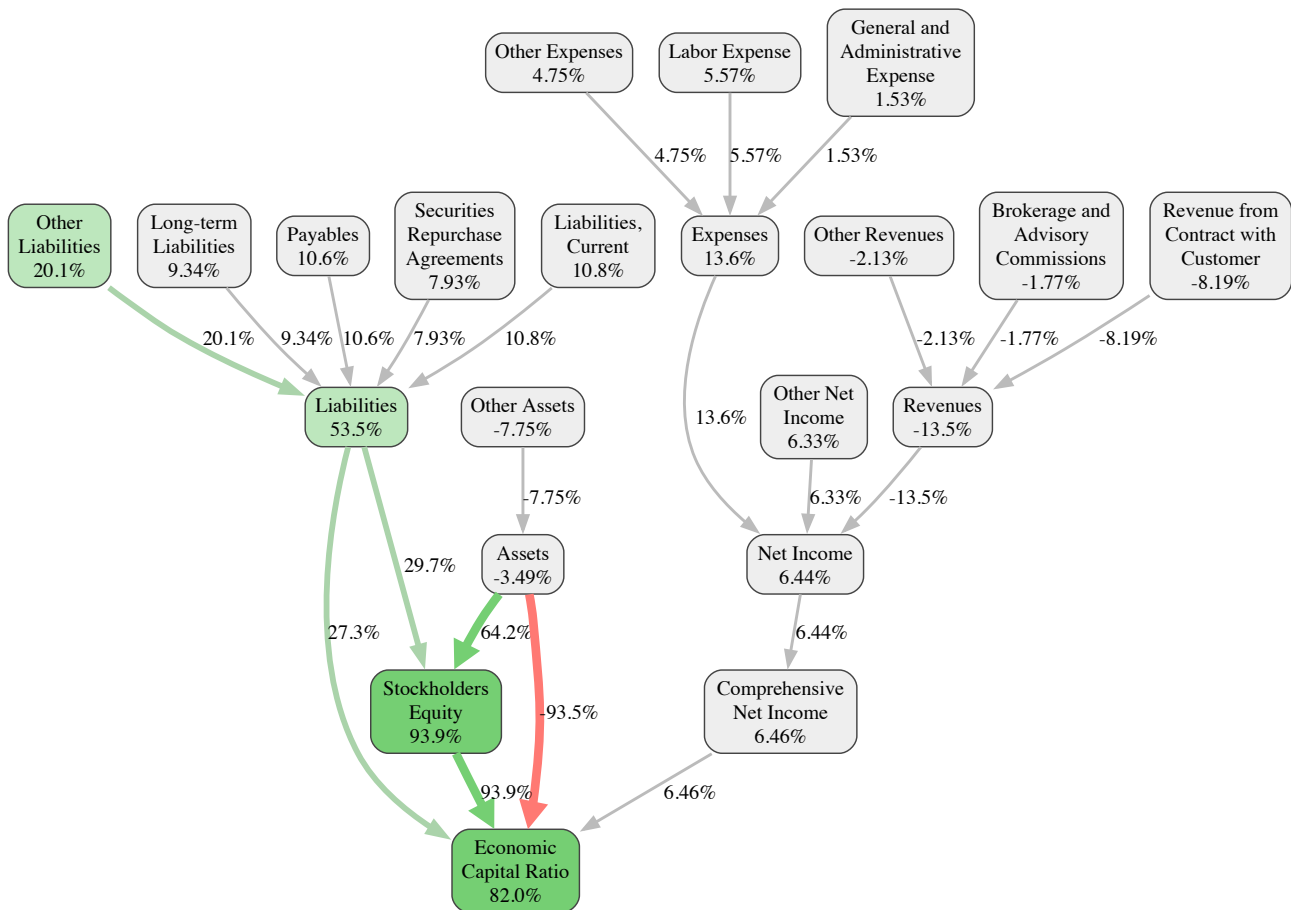 Other Expenses
4.75%
Labor Expense
5.57%
General and
Administrative
Expense
1.53%
4.75%
5.57%
1.53%
Other
Liabilities
20.1%
Long-term
Liabilities
9.34%
Payables
10.6%
Securities
Repurchase
Agreements
7.93%
Liabilities,
Current
10.8%
Expenses
13.6%
Other Revenues
-2.13%
Brokerage and
Advisory
Commissions
-1.77%
Revenue from
Contract with
Customer
-8.19%
20.1%
9.34%
10.6%
7.93%
10.8%
-2.13%
-1.77%
-8.19%
Liabilities
53.5%
Other Assets
-7.75%
13.6%
Other Net
Income
6.33%
Revenues
-13.5%
-7.75%
6.33%
-13.5%
29.7%
Assets
-3.49%
Net Income
6.44%
27.3%
64.2%
6.44%
Stockholders
Equity
93.9%
-93.5%
Comprehensive
Net Income
6.46%
93.9%
6.46%
Economic
Capital Ratio
82.0%